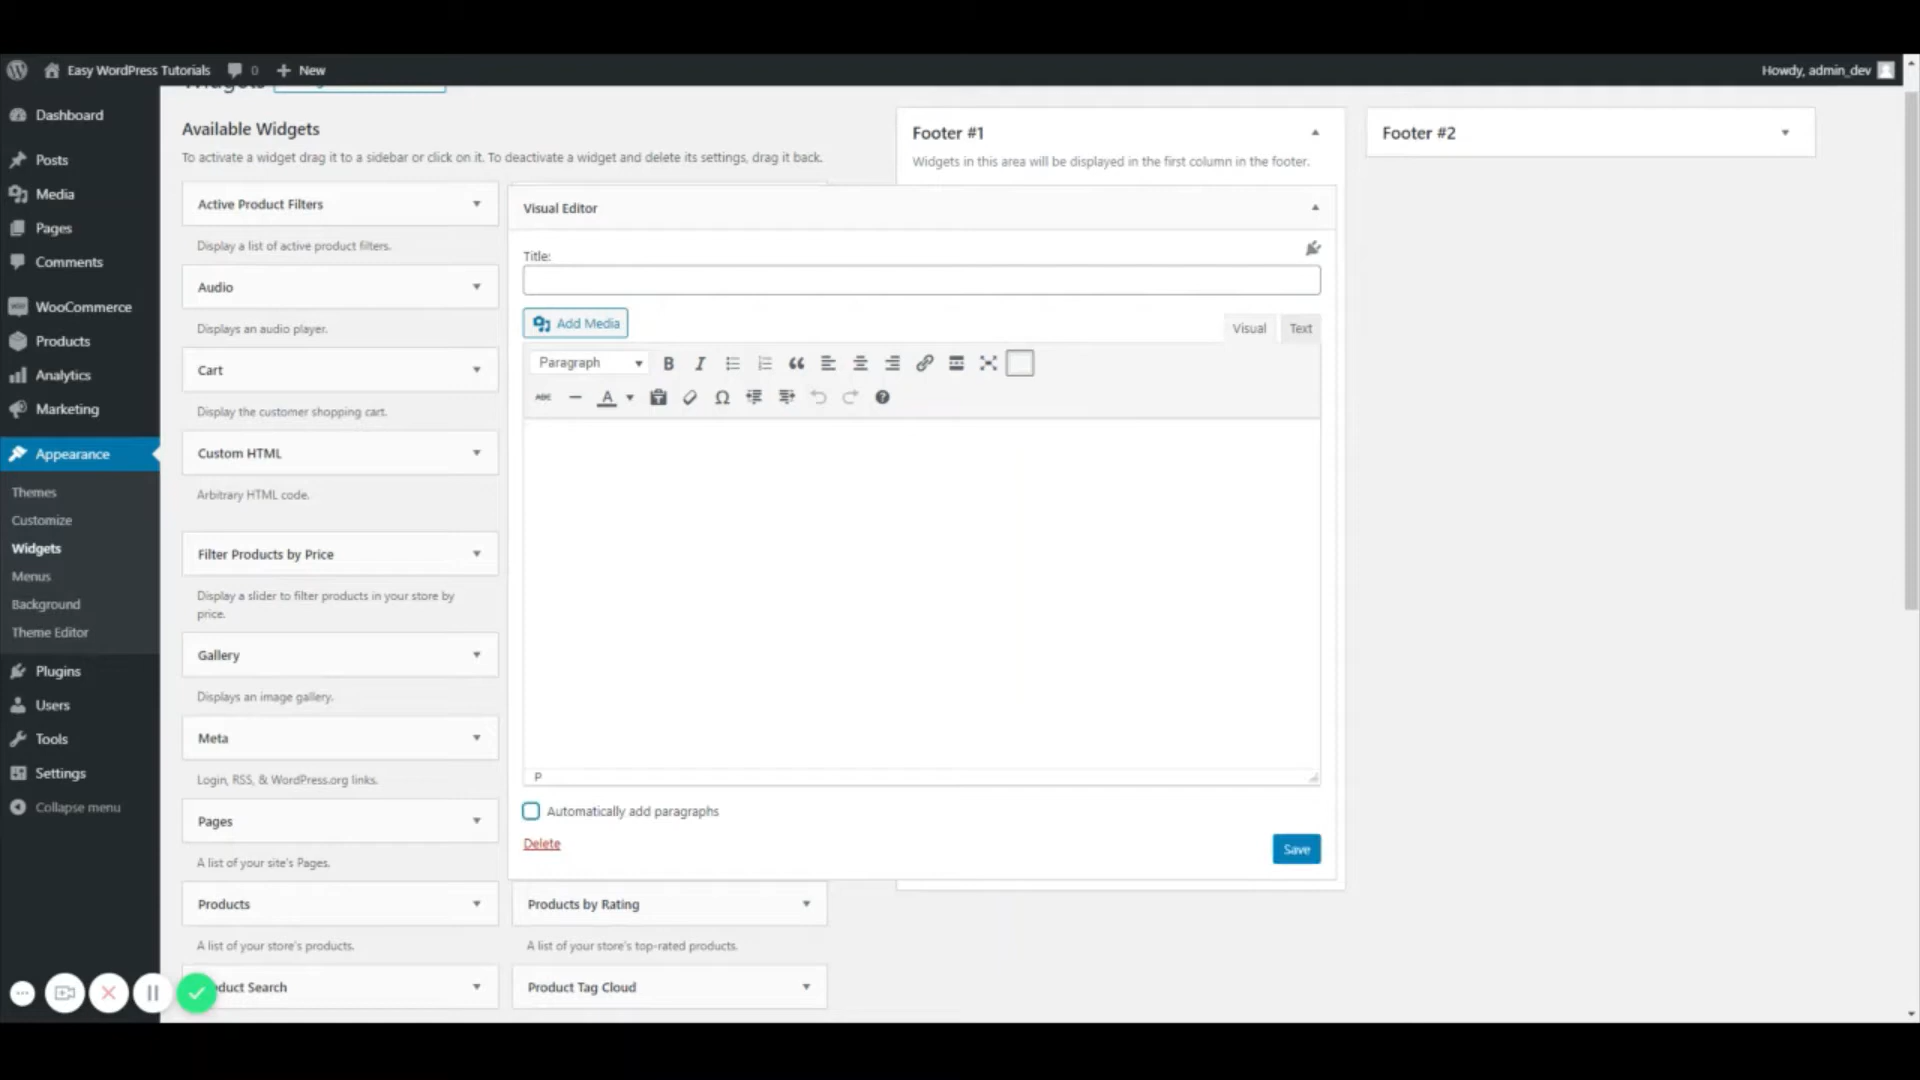 Easy WordPress Tutorials
0
New
Howdy, admin_dev
Dashboard
Posts
Media
Pages
Comments
WooCommerce
Products
Analytics
Marketing
Appearance
Themes
Customize
Widgets
Menus
Background
Theme Editor
Plugins
Users
Tools
Settings
Collapse menu
Widgets
Available Widgets
To activate a widget drag it to a sidebar or click on it. To deactivate a widget and delete its settings, drag it back.
Active Product Filters
Display a list of active product filters.
Audio
Displays an audio player.
Cart
Display the customer shopping cart.
Custom HTML
Arbitrary HTML code.
Filter Products by Price
Display a slider to filter products in your store by
price.
Gallery
Displays an image gallery.
Meta
Login, RSS, & WordPress.org links.
Pages
A list of your site's Pages.
Products
A list of your store's products.
duct Search
Products by Rating
A list of your store's top-rated products.
Product Tag Cloud
Footer #1
Widgets in this area will be displayed in the first column in the footer.
Visual Editor
Title:
Add Media
Visual
Text
Paragraph
B
I
ABC
A
Ω
P
Automatically add paragraphs
Delete
Save
Footer #2